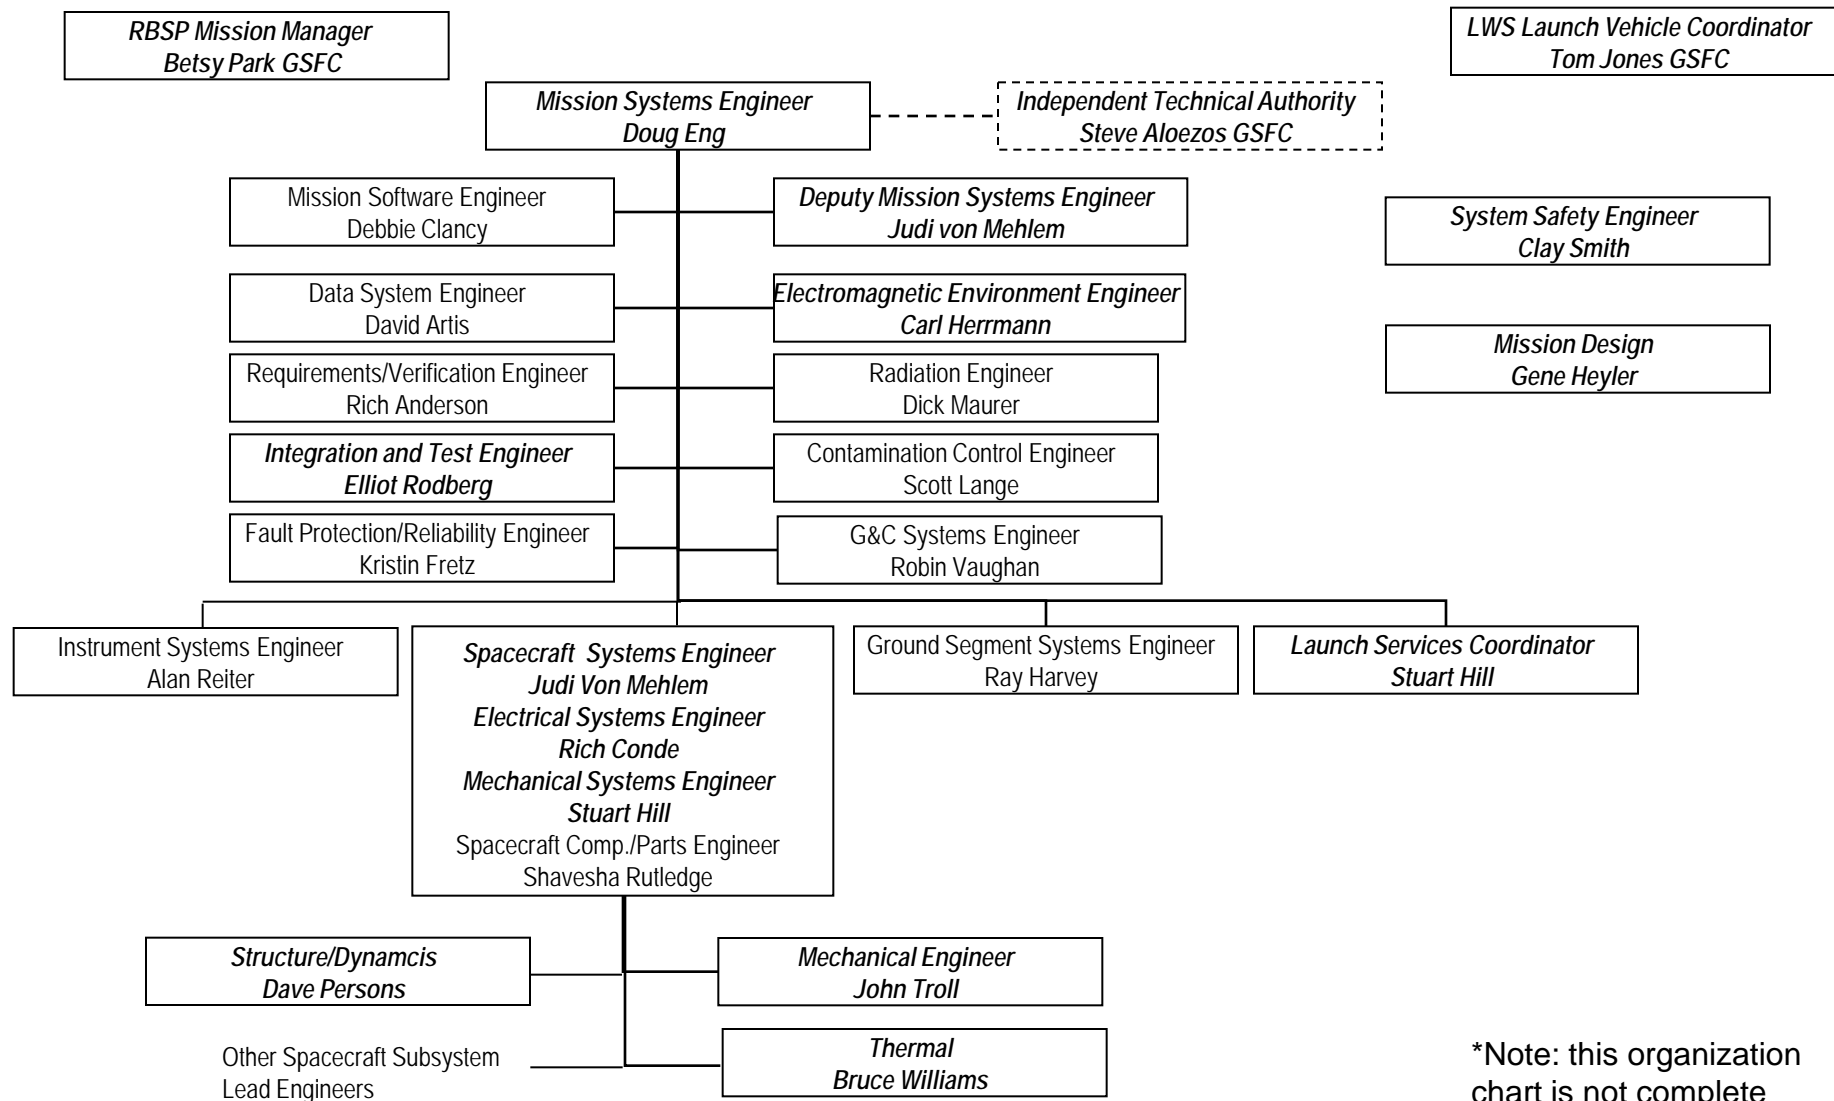 RBSP Mission Manager
Betsy Park GSFC
LWS Launch Vehicle Coordinator
Tom Jones GSFC
Mission Systems Engineer
Doug Eng
Independent Technical Authority
Steve Aloezos GSFC
Mission Software Engineer
Debbie Clancy
Deputy Mission Systems Engineer
Judi von Mehlem
System Safety Engineer
Clay Smith
Data System Engineer
David Artis
Electromagnetic Environment Engineer
Carl Herrmann
Mission Design
Gene Heyler
Requirements/Verification Engineer
Rich Anderson
Radiation Engineer
Dick Maurer
Integration and Test Engineer
Elliot Rodberg
Contamination Control Engineer
Scott Lange
Fault Protection/Reliability Engineer
Kristin Fretz
G&C Systems Engineer
Robin Vaughan
Instrument Systems Engineer
Alan Reiter
Spacecraft Systems Engineer
Judi Von Mehlem
Electrical Systems Engineer
Rich Conde
Mechanical Systems Engineer
Stuart Hill
Spacecraft Comp./Parts Engineer
Shavesha Rutledge
Ground Segment Systems Engineer
Ray Harvey
Launch Services Coordinator
Stuart Hill
Structure/Dynamcis
Dave Persons
Mechanical Engineer
John Troll
Other Spacecraft Subsystem
Lead Engineers
Thermal
Bruce Williams
*Note: this organization
chart is not complete